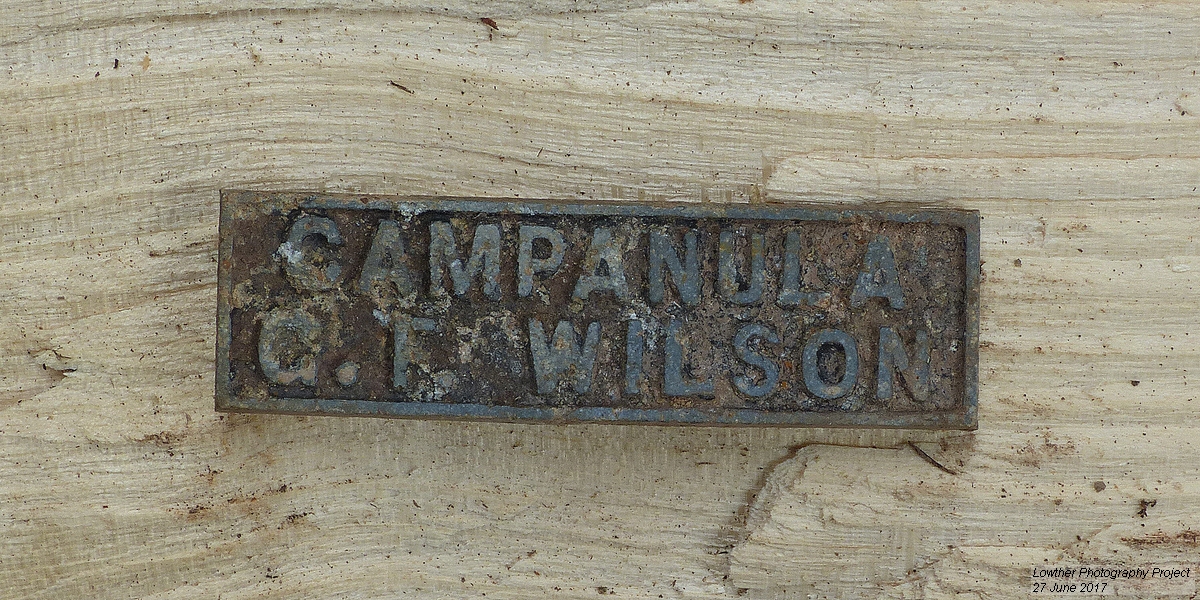 CAMPANULA
G. F. WILSON
Lowther Photography Project
27 June 2017